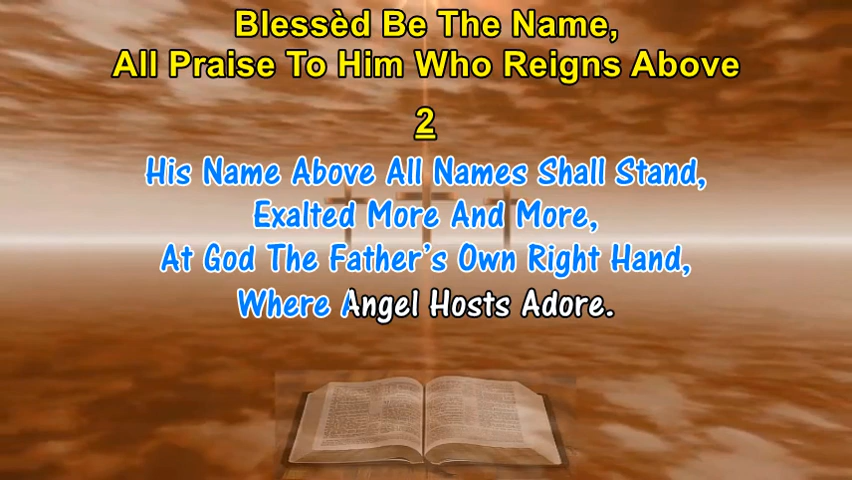 Blessèd Be The Name,
All Praise To Him Who Reigns Above
2
His Name Above All Names Shall Stand,
Exalted More And More,
At God The Father's Own Right Hand,
Where Angel Hosts Adore.